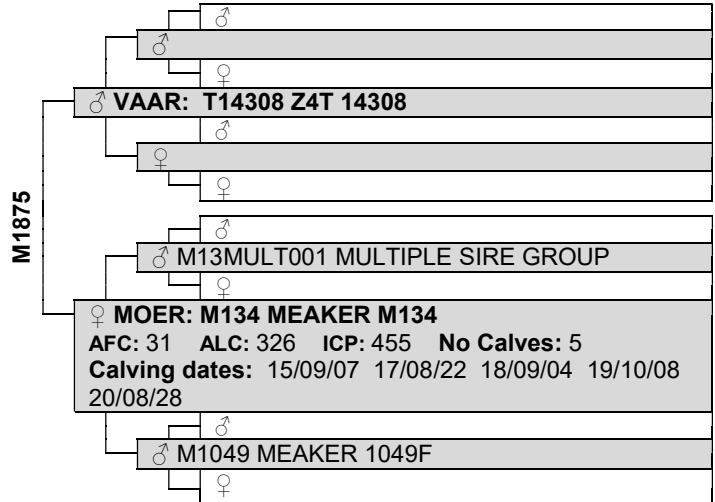 ♂
♂
♀
♂ VAAR: T14308 Z4T 14308
♂
♀
♀
M1875
♂
♂ M13MULT001 MULTIPLE SIRE GROUP
♀
♀ MOER: M134 MEAKER M134
AFC: 31 ALC: 326 ICP: 455 No Calves: 5
Calving dates: 15/09/07 17/08/22 18/09/04 19/10/08
20/08/28
♂
♂ M1049 MEAKER 1049F
♀